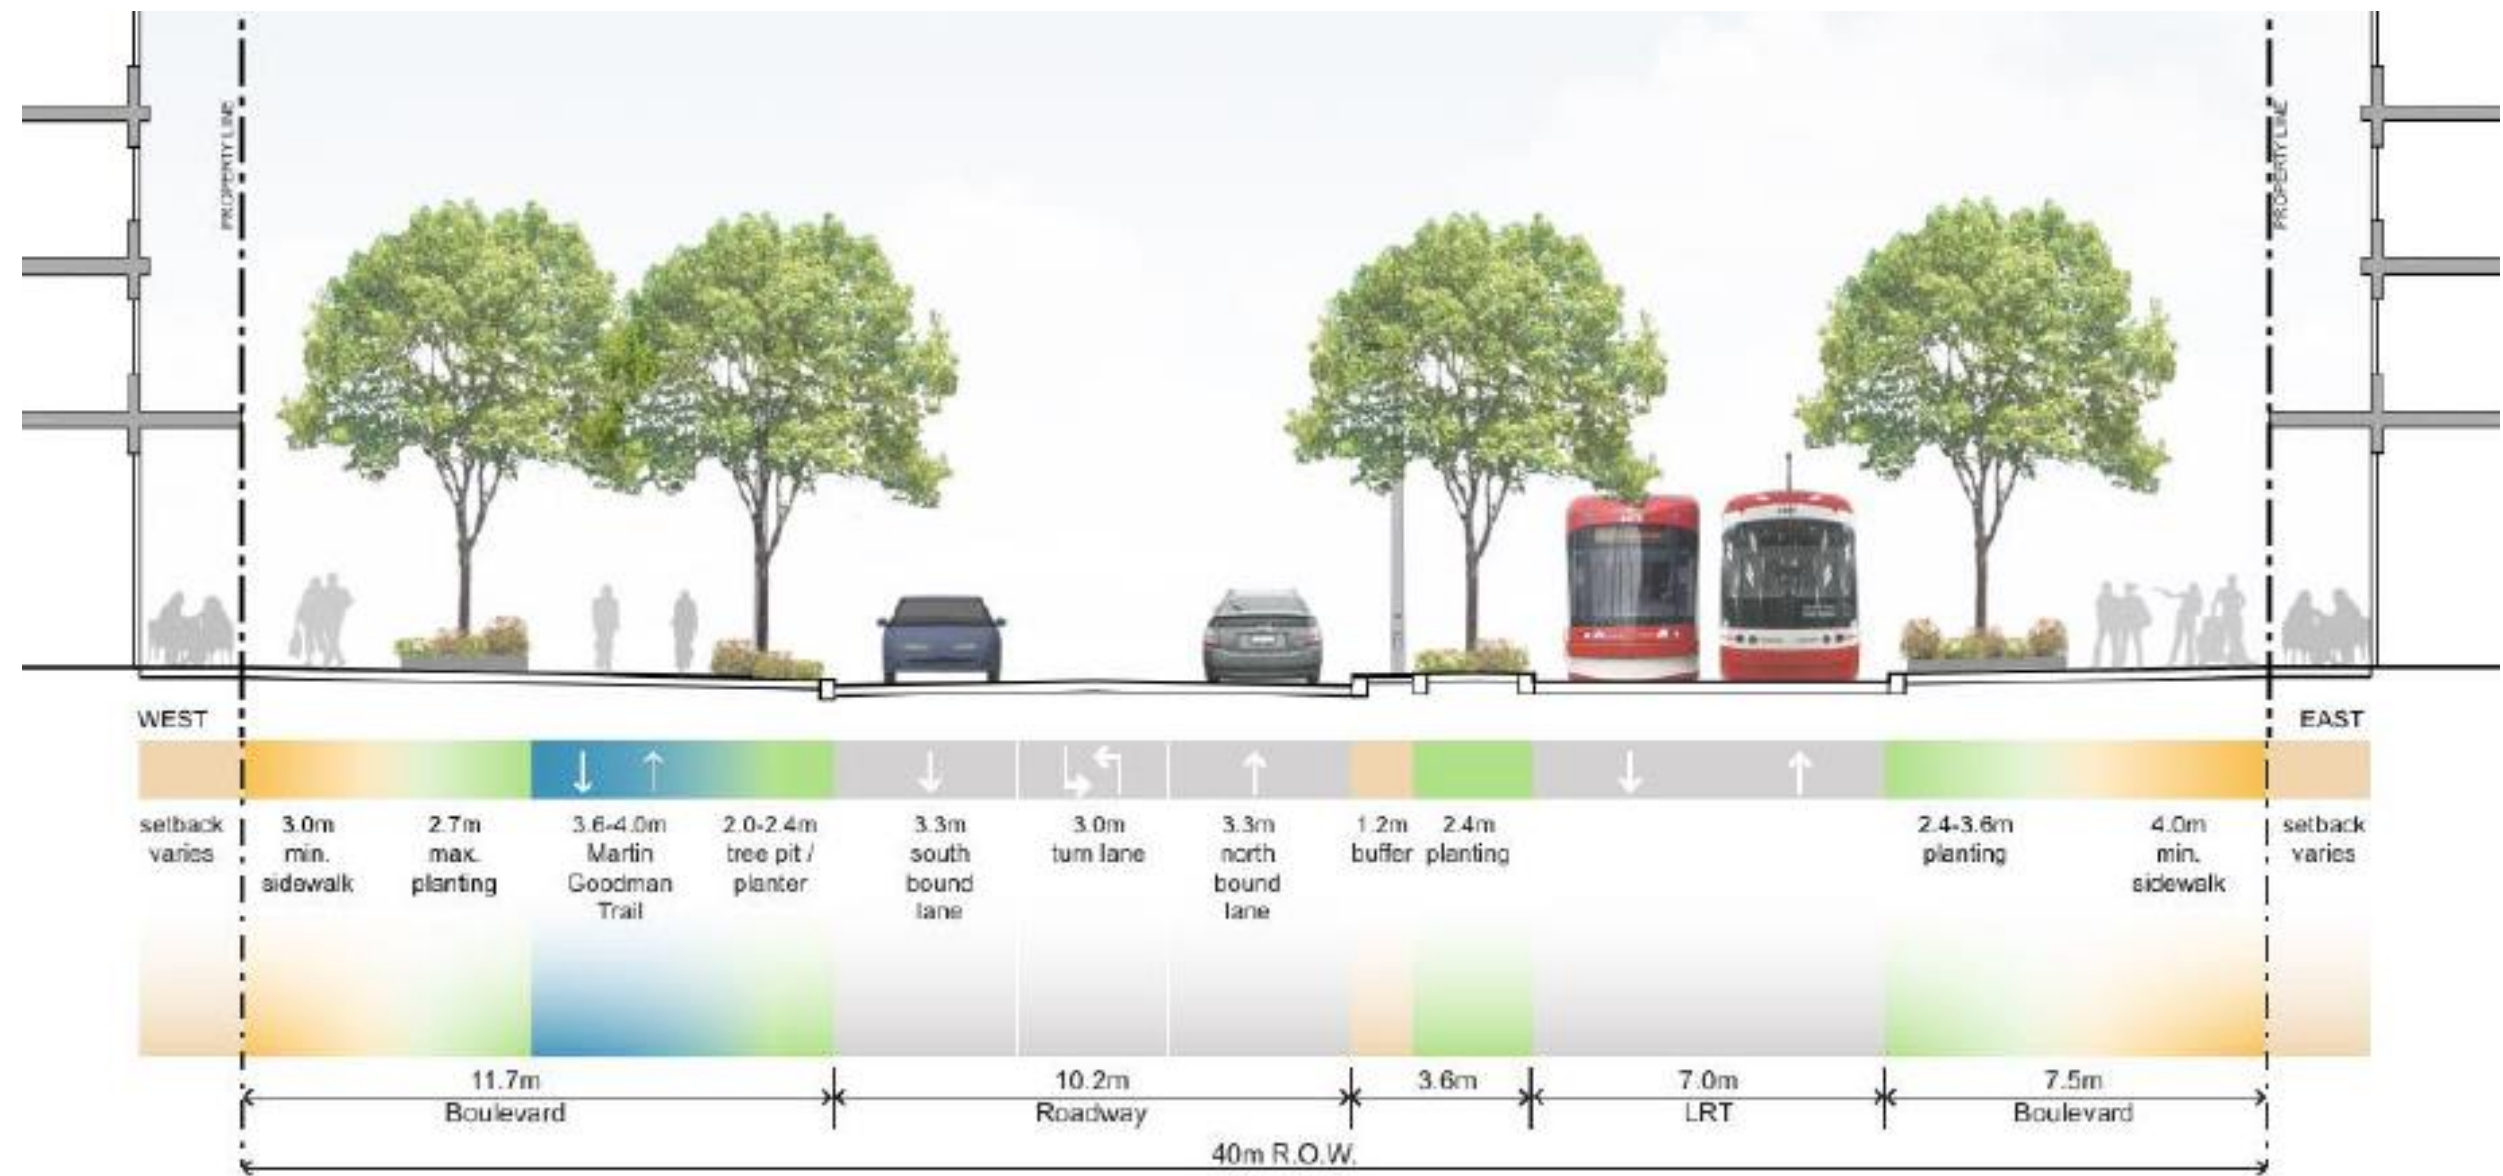 PROPERTY LINE
PROPERTY LINE
WEST
EAST
setback
varies
3.0m
min.
sidewalk
2.7m
max.
planting
3.6-4.0m
Martin
Goodman
Trail
2.0-2.4m
tree pit /
planter
3.3m
south
bound
lane
3.0m
turn lane
3.3m
north
bound
lane
1.2m
buffer
2.4m
planting
2.4-3.6m
planting
4.0m
min.
sidewalk
setback
varies
11.7m
Boulevard
10.2m
Roadway
3.6m
7.0m
LRT
7.5m
Boulevard
40m R.O.W.